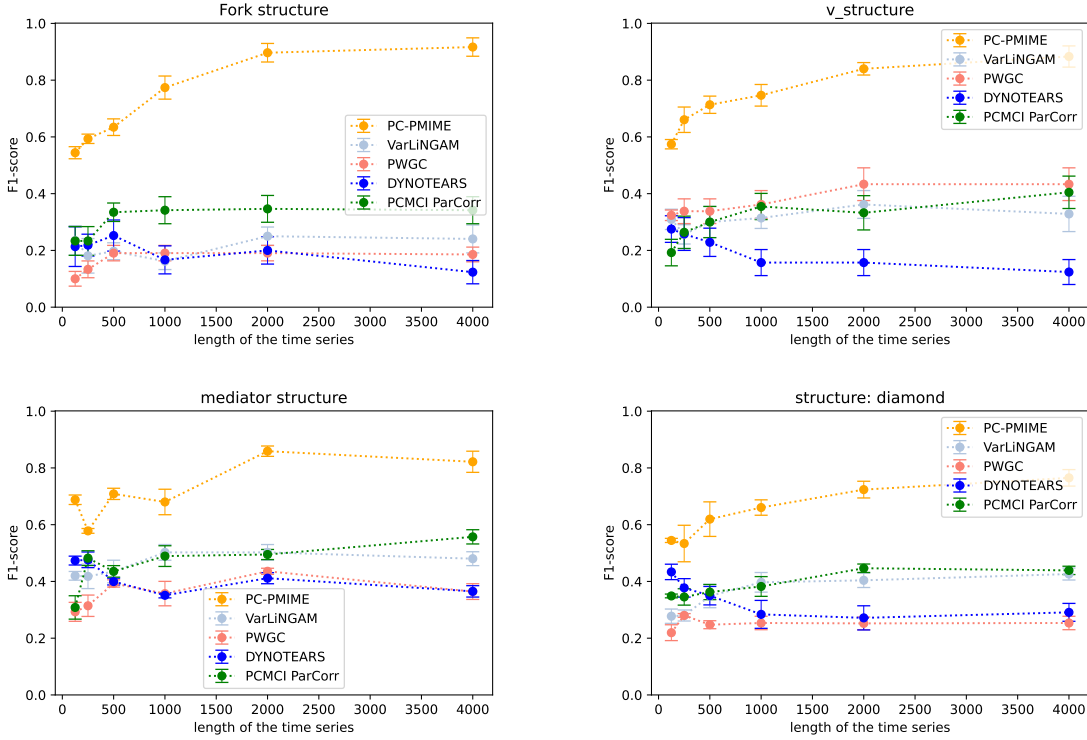 Fork structure
1.0
0.8
0.6
0.4
0.2
0.0
F1-score
PC-PMIME
VarLiNGAM
PWGC
DYNOTEARS
PCMCI ParCorr
0 500 1000 1500 2000 2500 3000 3500 4000
length of the time series
v_structure
1.0
0.8
0.6
0.4
0.2
0.0
F1-score
PC-PMIME
VarLiNGAM
PWGC
DYNOTEARS
PCMCI ParCorr
0 500 1000 1500 2000 2500 3000 3500 4000
length of the time series
mediator structure
1.0
0.8
0.6
0.4
0.2
0.0
F1-score
PC-PMIME
VarLiNGAM
PWGC
DYNOTEARS
PCMCI ParCorr
0 500 1000 1500 2000 2500 3000 3500 4000
length of the time series
structure: diamond
1.0
0.8
0.6
0.4
0.2
0.0
F1-score
PC-PMIME
VarLiNGAM
PWGC
DYNOTEARS
PCMCI ParCorr
0 500 1000 1500 2000 2500 3000 3500 4000
length of the time series